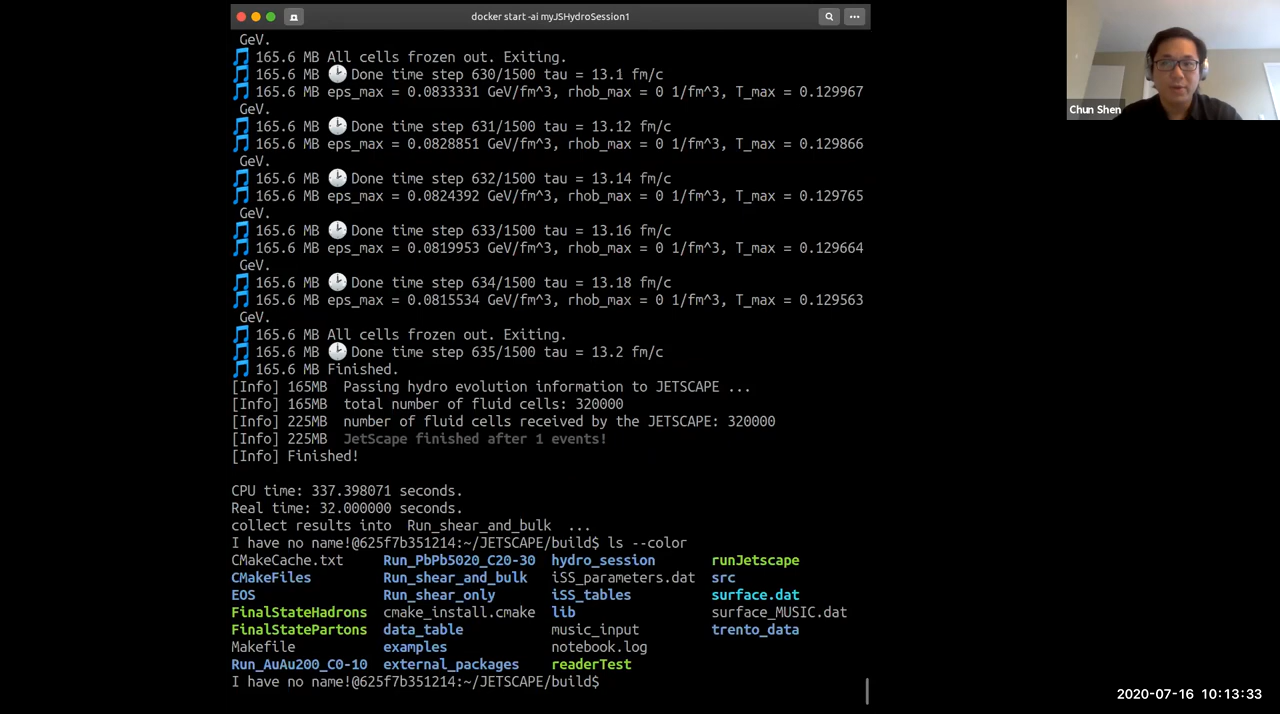 docker start -ai myJSHydroSession1
GeV.
165.6 MB All cells frozen out. Exiting.
165.6 MB Done time step 630/1500 tau = 13.1 fm/c
165.6 MB eps_max = 0.0833331 GeV/fm^3, rhob_max = 0 1/fm^3, T_max = 0.129967
GeV.
165.6 MB Done time step 631/1500 tau = 13.12 fm/c
165.6 MB eps_max = 0.0828851 GeV/fm^3, rhob_max = 0 1/fm^3, T_max = 0.129866
GeV.
165.6 MB Done time step 632/1500 tau = 13.14 fm/c
165.6 MB eps_max = 0.0824392 GeV/fm^3, rhob_max = 0 1/fm^3, T_max = 0.129765
GeV.
165.6 MB Done time step 633/1500 tau = 13.16 fm/c
165.6 MB eps_max = 0.0819953 GeV/fm^3, rhob_max = 0 1/fm^3, T_max = 0.129664
GeV.
165.6 MB Done time step 634/1500 tau = 13.18 fm/c
165.6 MB eps_max = 0.0815534 GeV/fm^3, rhob_max = 0 1/fm^3, T_max = 0.129563
GeV.
165.6 MB All cells frozen out. Exiting.
165.6 MB Done time step 635/1500 tau = 13.2 fm/c
165.6 MB Finished.
[Info] 165MB  Passing hydro evolution information to JETSCAPE ...
[Info] 165MB  total number of fluid cells: 320000
[Info] 225MB  number of fluid cells received by the JETSCAPE: 320000
[Info] 225MB  JetScape finished after 1 events!
[Info] Finished!
CPU time: 337.398071 seconds.
Real time: 32.000000 seconds.
collect results into  Run_shear_and_bulk  ...
I have no name!@625f7b351214:~/JETSCAPE/build$ ls --color
CMakeCache.txt Run_PbPb5020_C20-30 hydro_session runJetscape
CMakeFiles Run_shear_and_bulk iSS_parameters.dat src
EOS Run_shear_only iSS_tables surface.dat
FinalStateHadrons cmake_install.cmake lib surface_MUSIC.dat
FinalStatePartons data_table music_input trento_data
Makefile examples notebook.log
Run_AuAu200_C0-10 external_packages readerTest
I have no name!@625f7b351214:~/JETSCAPE/build$
Chun Shen
2020-07-16 10:13:33